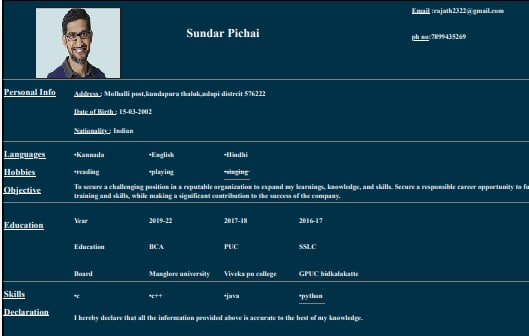 Email :rajath2322@gmail.com
Sundar Pichai
ph no:7899435269
Personal Info
Address : Molhalli post,kundapura thaluk,udupi distrcit 576222
Date of Birth : 15-03-2002
Nationality : Indian
Languages •Kannada •English •Hindhi
Hobbies •reading •playing •singing
Objective To secure a challenging position in a reputable organization to expand my learnings, knowledge, and skills. Secure a responsible career opportunity to fu
training and skills, while making a significant contribution to the success of the company.
Year 2019-22 2017-18 2016-17
Education
Education BCA PUC SSLC
Board Manglore university Viveka pu college GPUC bidkalakatte
Skills •c •c++ •java •python
Declaration
I hereby declare that all the information provided above is accurate to the best of my knowledge.